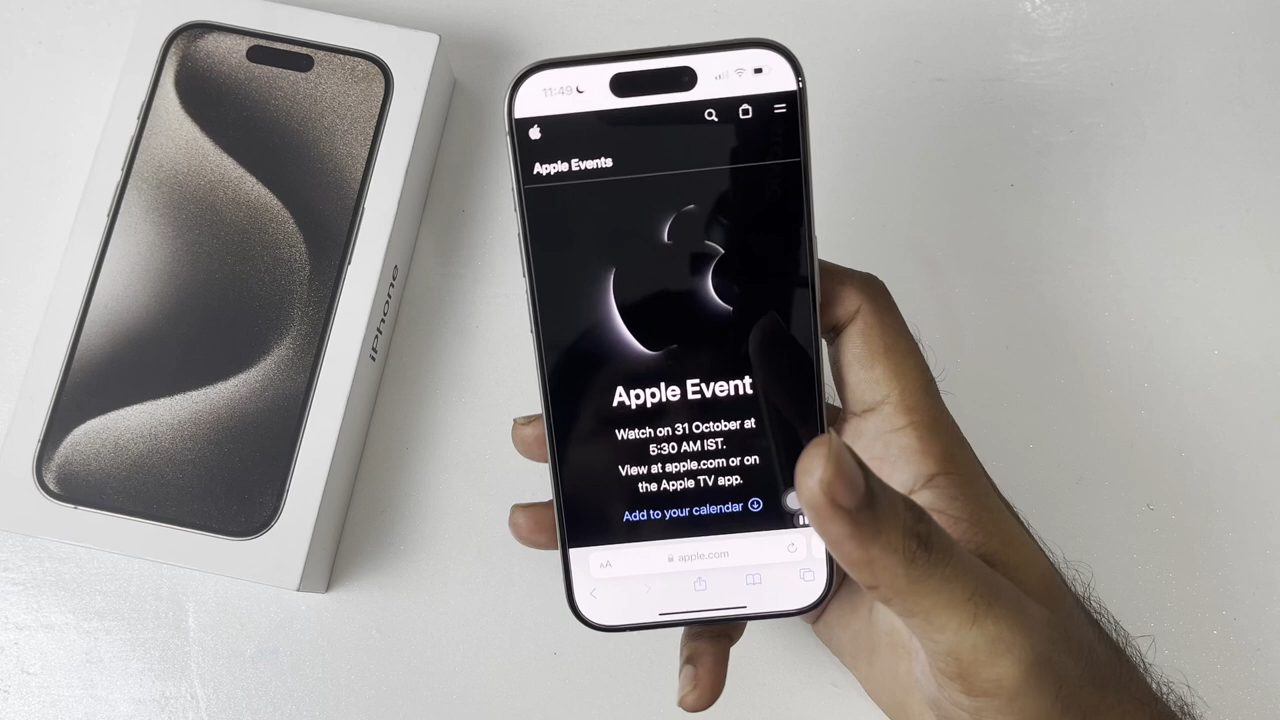 iPhone
11:49
Apple Events
Apple Event
Watch on 31 October at
5:30 AM IST.
View at apple.com or on
the Apple TV app.
Add to your calendar
AA
apple.com